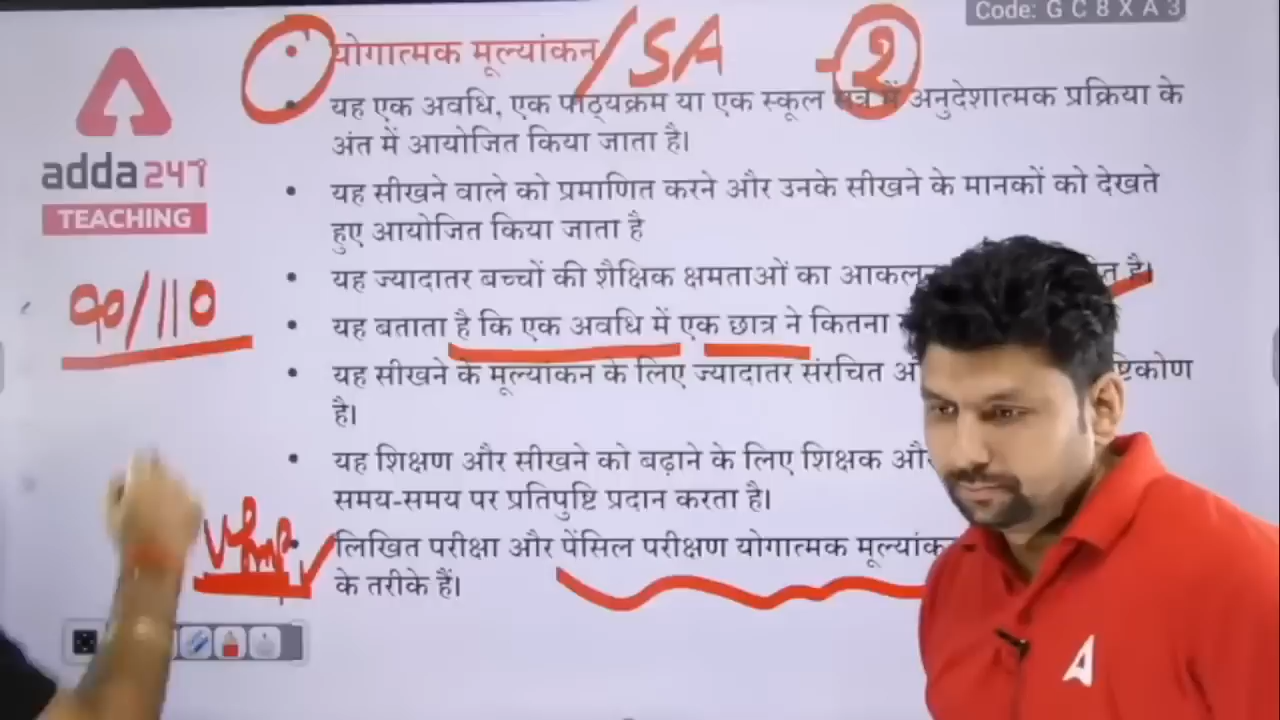 Code: G C 8 X A 3
योगात्मक मूल्यांकन / SA - 2
यह एक अवधि, एक पाठ्यक्रम या एक स्कूल सत्र में अनुदेशात्मक प्रक्रिया के
अंत में आयोजित किया जाता है।
adda247
TEACHING
यह सीखने वाले को प्रमाणित करने और उनके सीखने के मानकों को देखते
हुए आयोजित किया जाता है
यह ज्यादातर बच्चों की शैक्षिक क्षमताओं का आकलन है।
90/110
यह बताता है कि एक अवधि में एक छात्र ने कितना
यह सीखने के मूल्यांकन के लिए ज्यादातर संरचित
है।
यह शिक्षण और सीखने को बढ़ाने के लिए शिक्षक और
समय-समय पर प्रतिपुष्टि प्रदान करता है।
लिखित परीक्षा और पेंसिल परीक्षण योगात्मक
के तरीके हैं।